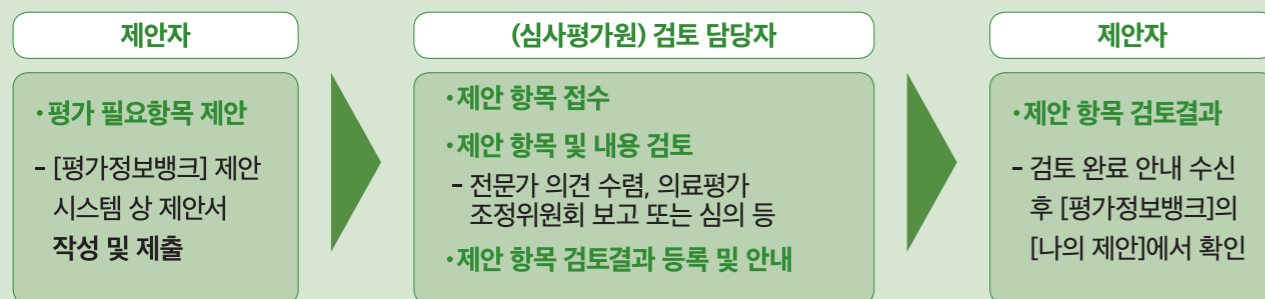 제안자
·평가 필요항목 제안
- [평가정보뱅크] 제안
시스템 상 제안서
작성 및 제출
(심사평가원) 검토 담당자
·제안 항목 접수
·제안 항목 및 내용 검토
- 전문가 의견 수렴, 의료평가
조정위원회 보고 또는 심의 등
·제안 항목 검토결과 등록 및 안내
제안자
·제안 항목 검토결과
- 검토 완료 안내 수신
후 [평가정보뱅크]의
[나의 제안]에서 확인